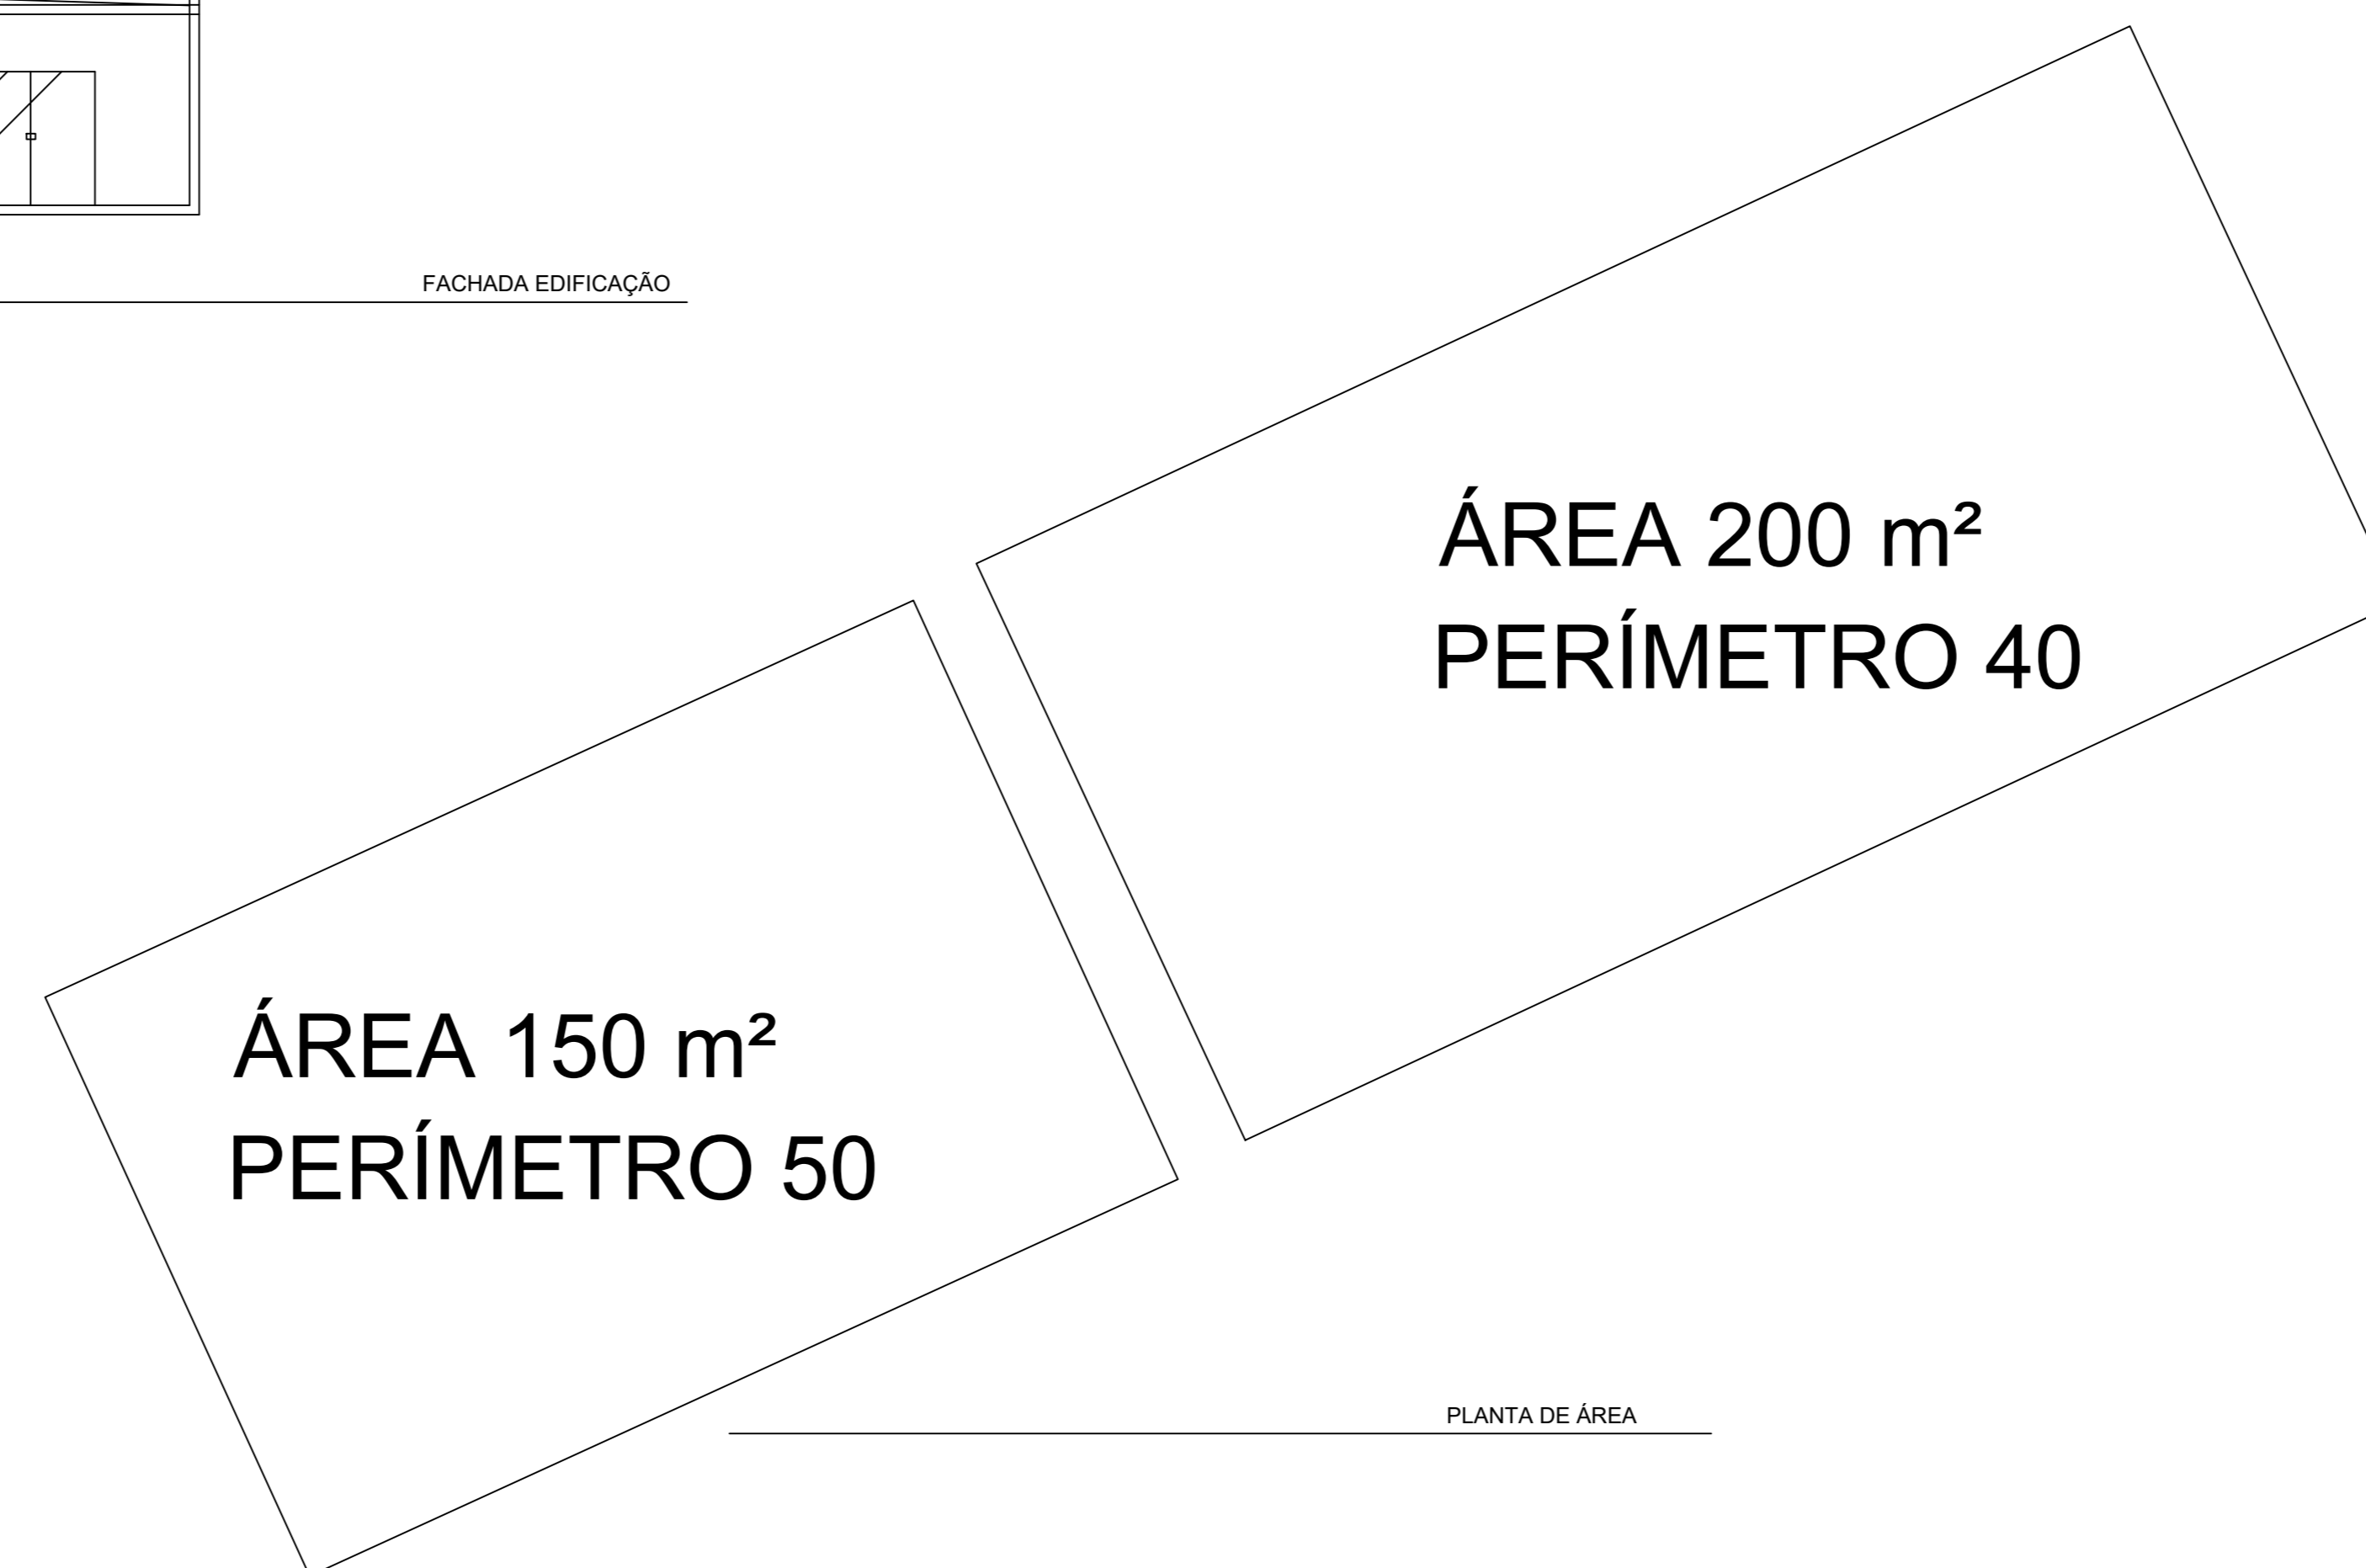 FACHADA EDIFICAÇÃO
ÁREA 200 m²
PERÍMETRO 40
ÁREA 150 m²
PERÍMETRO 50
PLANTA DE ÁREA